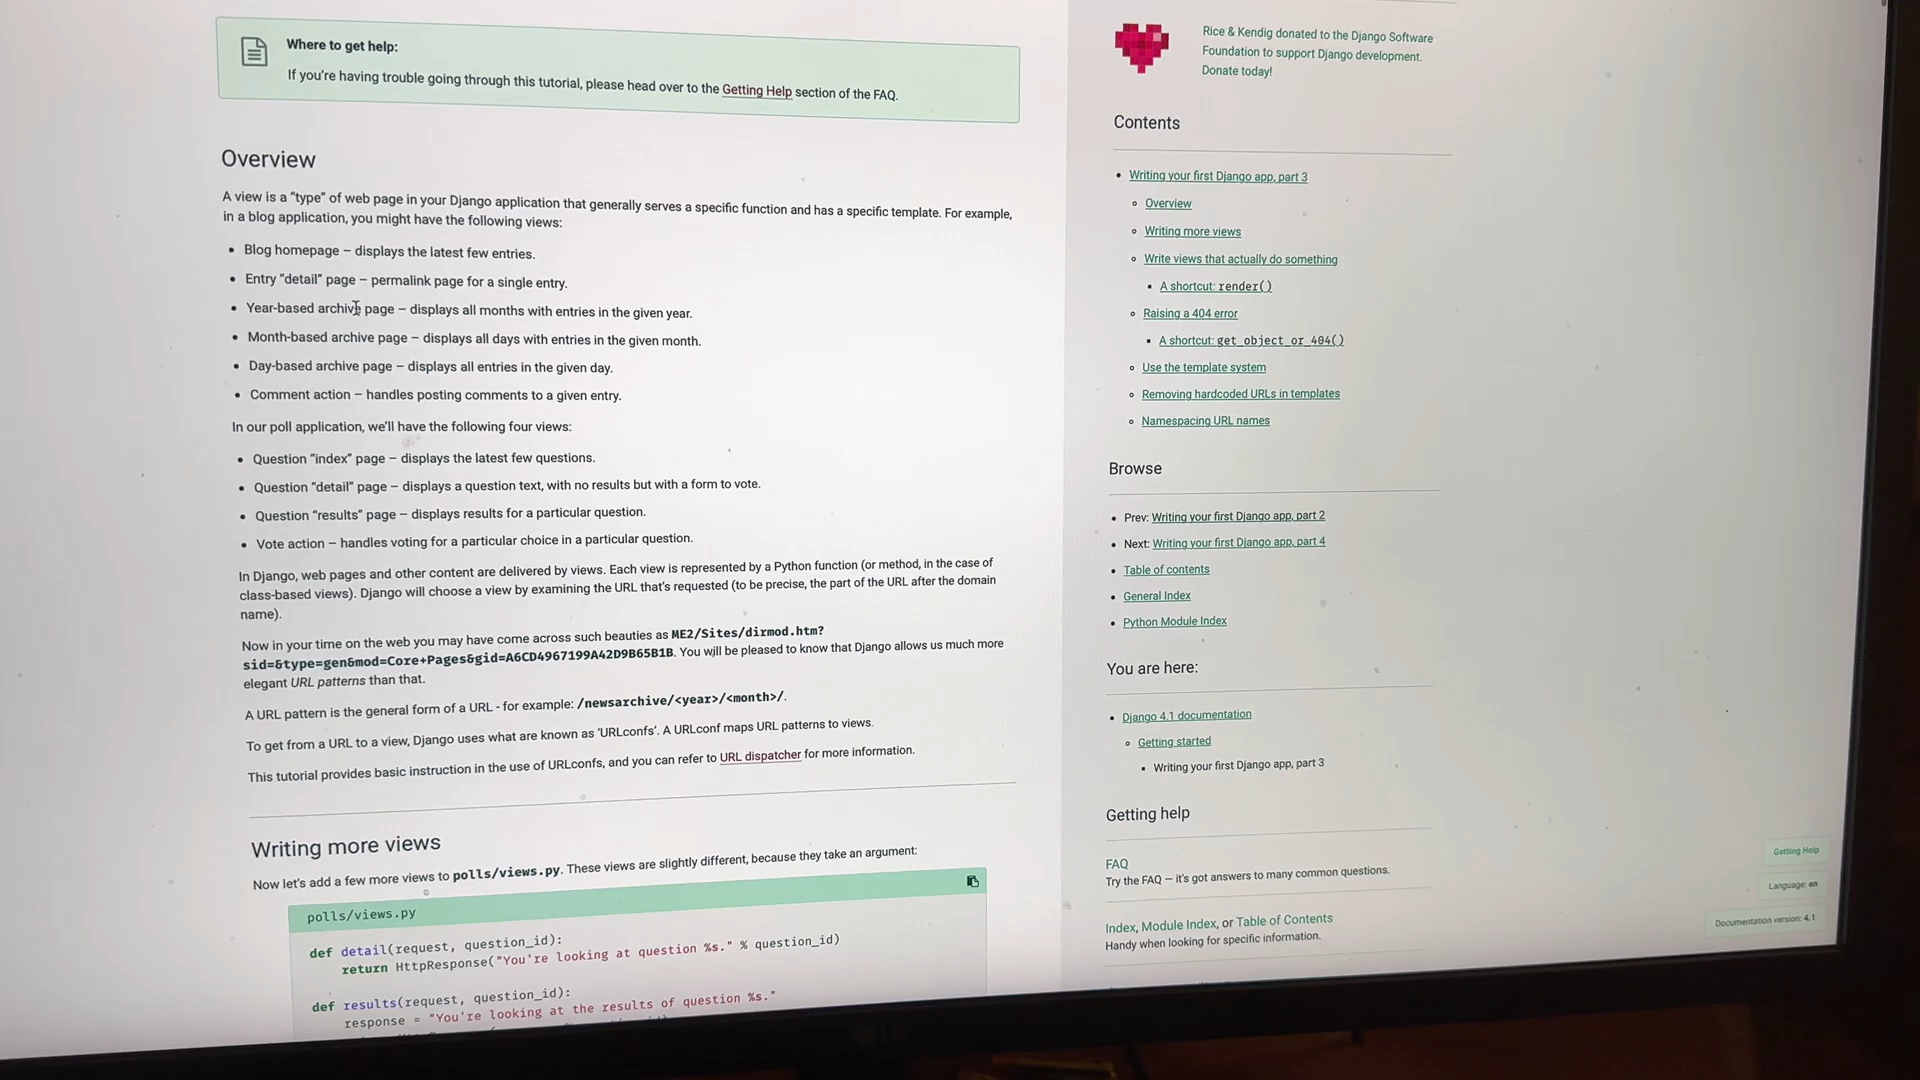 Where to get help:
If you're having trouble going through this tutorial, please head over to the Getting Help section of the FAQ.
Overview
A view is a “type” of web page in your Django application that generally serves a specific function and has a specific template. For example,
in a blog application, you might have the following views:
• Blog homepage – displays the latest few entries.
• Entry “detail” page – permalink page for a single entry.
• Year-based archive page – displays all months with entries in the given year.
• Month-based archive page – displays all days with entries in the given month.
• Day-based archive page – displays all entries in the given day.
• Comment action – handles posting comments to a given entry.
In our poll application, we'll have the following four views:
• Question “index” page – displays the latest few questions.
• Question “detail” page – displays a question text, with no results but with a form to vote.
• Question “results” page – displays results for a particular question.
• Vote action – handles voting for a particular choice in a particular question.
In Django, web pages and other content are delivered by views. Each view is represented by a Python function (or method, in the case of
class-based views). Django will choose a view by examining the URL that's requested (to be precise, the part of the URL after the domain
name).
Now in your time on the web you may have come across such beauties as ME2/Sites/dirmod.htm?
sid=&type=gen&mod=Core+Pages&gid=A6CD4967199A42D9B65B1B. You will be pleased to know that Django allows us much more
elegant URL patterns than that.
A URL pattern is the general form of a URL - for example: /newsarchive/<year>/<month>/.
To get from a URL to a view, Django uses what are known as ‘URLconfs’. A URLconf maps URL patterns to views.
This tutorial provides basic instruction in the use of URLconfs, and you can refer to URL dispatcher for more information.
Writing more views
Now let's add a few more views to polls/views.py. These views are slightly different, because they take an argument:
polls/views.py
def detail(request, question_id):
    return HttpResponse("You're looking at question %s." % question_id)
def results(request, question_id):
    response = "You're looking at the results of question %s."
Rice & Kendig donated to the Django Software
Foundation to support Django development.
Donate today!
Contents
• Writing your first Django app, part 3
◦ Overview
◦ Writing more views
◦ Write views that actually do something
▪ A shortcut: render()
◦ Raising a 404 error
▪ A shortcut: get_object_or_404()
◦ Use the template system
◦ Removing hardcoded URLs in templates
◦ Namespacing URL names
Browse
• Prev: Writing your first Django app, part 2
• Next: Writing your first Django app, part 4
• Table of contents
• General Index
• Python Module Index
You are here:
• Django 4.1 documentation
◦ Getting started
▪ Writing your first Django app, part 3
Getting help
FAQ
Try the FAQ — it's got answers to many common questions.
Index, Module Index, or Table of Contents
Handy when looking for specific information.
Getting Help
Language: en
Documentation version: 4.1
LG